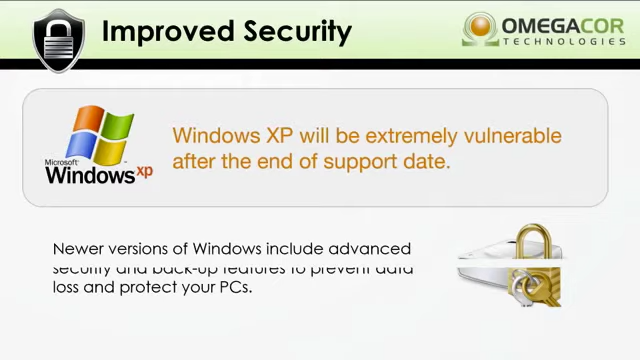 Improved Security
OMEGACOR
TECHNOLOGIES
Windows XP will be extremely vulnerable
after the end of support date.
Microsoft
Windows xp
Newer versions of Windows include advanced
security and back-up features to prevent data
loss and protect your PCs.